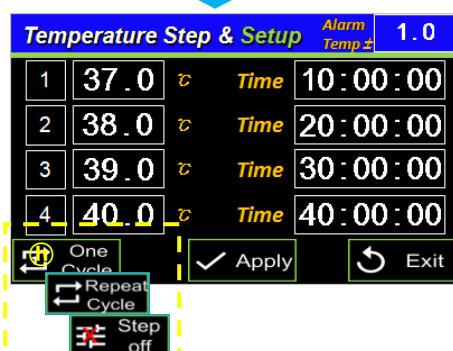 Temperature Step & Setup Alarm Temp± 1.0
1 37.0 ℃ Time 10:00:00
2 38.0 ℃ Time 20:00:00
3 39.0 ℃ Time 30:00:00
4 40.0 ℃ Time 40:00:00
One Cycle Apply Exit
Repeat Cycle
Step off